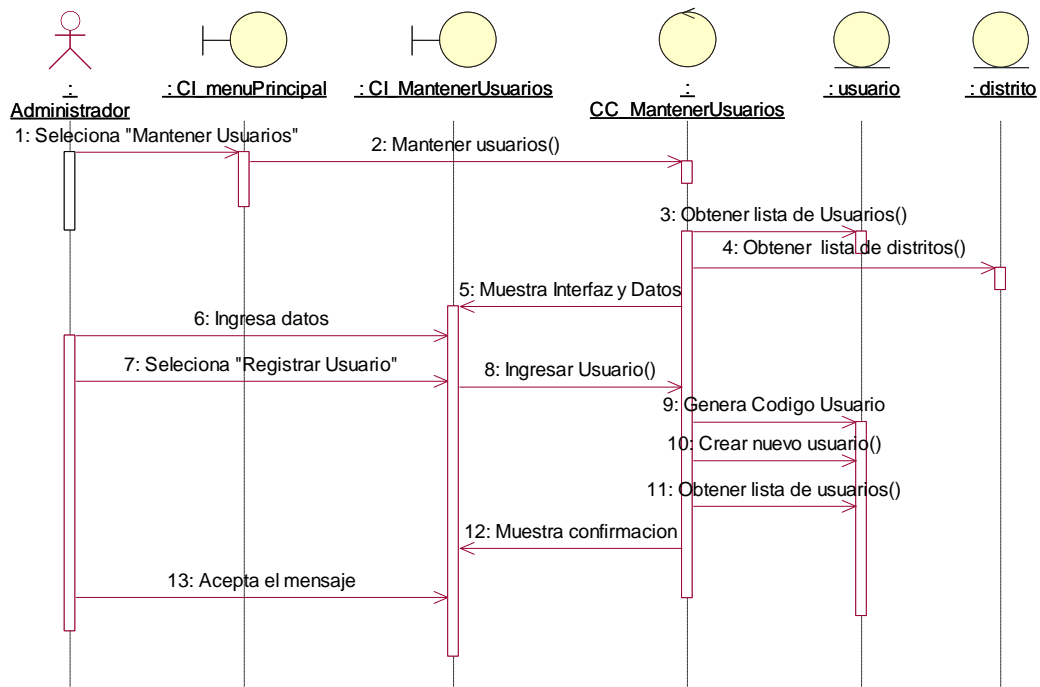 :
Administrador
: CI_menuPrincipal
: CI_MantenerUsuarios
:
CC_MantenerUsuarios
: usuario
: distrito
1: Seleciona "Mantener Usuarios"
2: Mantener usuarios()
3: Obtener lista de Usuarios()
4: Obtener lista de distritos()
5: Muestra Interfaz y Datos
6: Ingresa datos
7: Seleciona "Registrar Usuario"
8: Ingresar Usuario()
9: Genera Codigo Usuario
10: Crear nuevo usuario()
11: Obtener lista de usuarios()
12: Muestra confirmacion
13: Acepta el mensaje